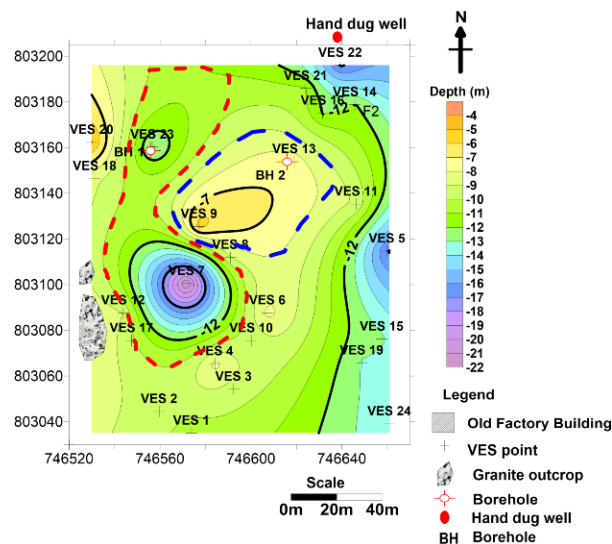 Hand dug well
N
803200
803180
803160
803140
803120
803100
803080
803060
803040
746520
746560
746600
746640
VES 22
VES 21
VES 14
VES 16
-12
F2
VES 20
VES 23
BH 1
VES 18
VES 13
BH 2
VES 11
-7
VES 9
-12
VES 8
VES 5
VES 7
VES 12
VES 6
-12
VES 17
VES 10
VES 15
VES 4
VES 19
VES 3
VES 2
VES 1
VES 24
Depth (m)
-4
-5
-6
-7
-8
-9
-10
-11
-12
-13
-14
-15
-16
-17
-18
-19
-20
-21
-22
Legend
Old Factory Building
VES point
Granite outcrop
Borehole
Hand dug well
BH Borehole
Scale
0m 20m 40m